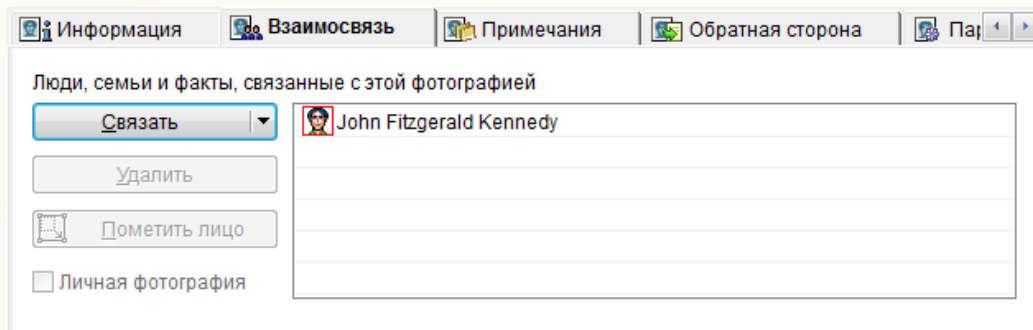 Информация Взаимосвязь Примечания Обратная сторона
Люди, семьи и факты, связанные с этой фотографией
Связать John Fitzgerald Kennedy
Удалить
Пометить лицо
Личная фотография